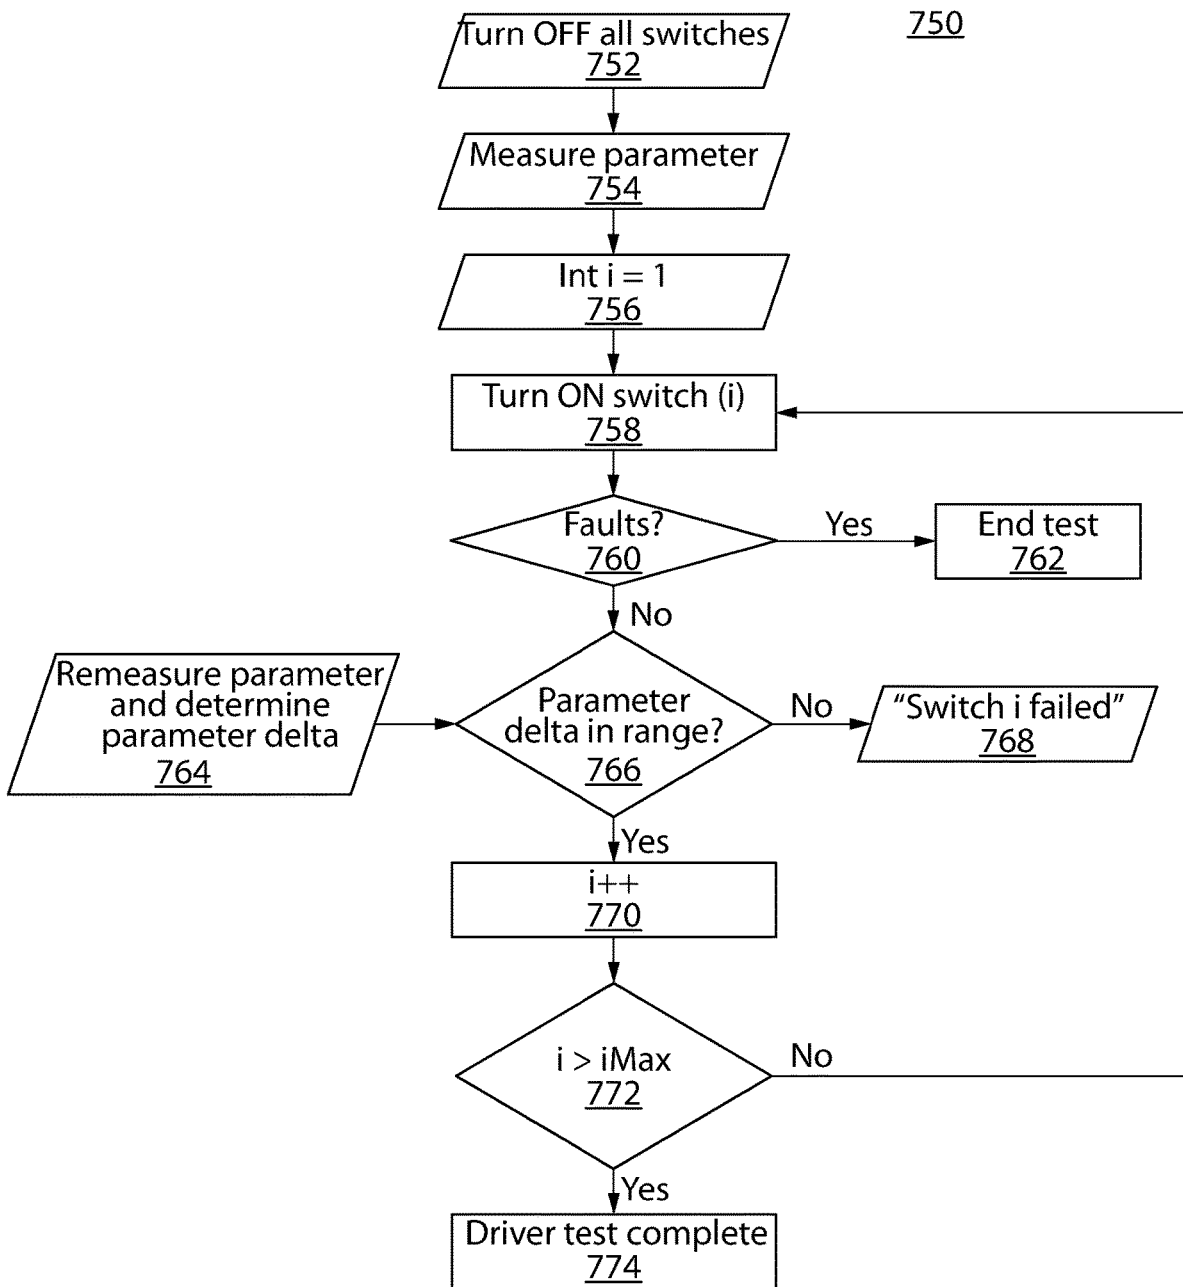 750
Turn OFF all switches
752
Measure parameter
754
Int i = 1
756
Turn ON switch (i)
758
Faults?
760
Yes
End test
762
No
Remeasure parameter
and determine
parameter delta
764
Parameter
delta in range?
766
No
“Switch i failed”
768
Yes
i++
770
i > iMax
772
No
Yes
Driver test complete
774